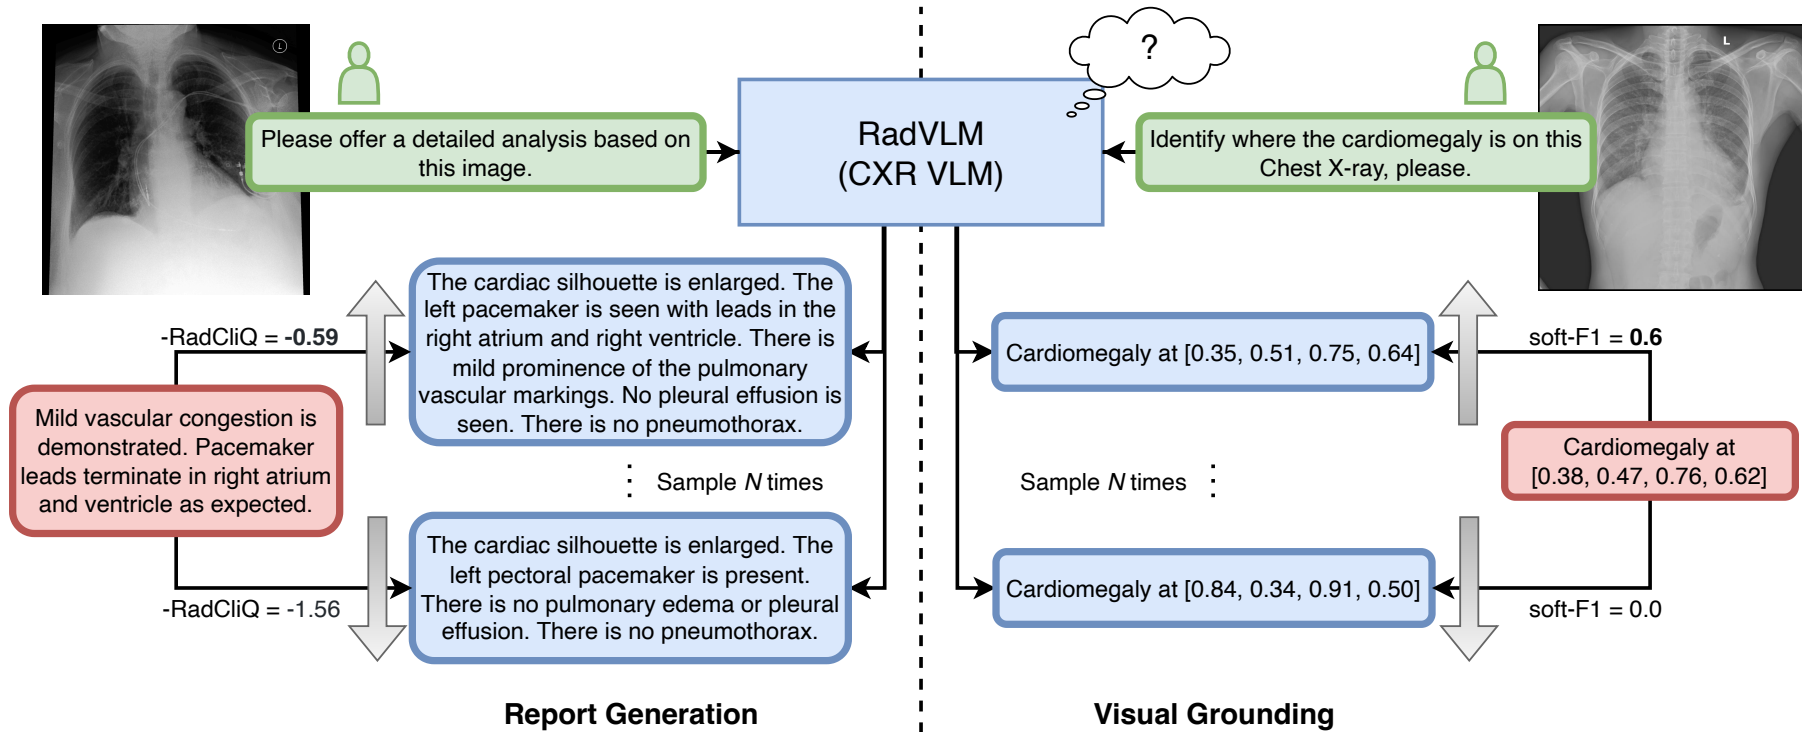 L
Please offer a detailed analysis based on
this image.
RadVLM
(CXR VLM)
?
L
Identify where the cardiomegaly is on this
Chest X-ray, please.
-RadCliQ = -0.59
The cardiac silhouette is enlarged. The
left pacemaker is seen with leads in the
right atrium and right ventricle. There is
mild prominence of the pulmonary
vascular markings. No pleural effusion is
seen. There is no pneumothorax.
Mild vascular congestion is
demonstrated. Pacemaker
leads terminate in right atrium
and ventricle as expected.
⋮ Sample N times
-RadCliQ = -1.56
The cardiac silhouette is enlarged. The
left pectoral pacemaker is present.
There is no pulmonary edema or pleural
effusion. There is no pneumothorax.
Report Generation
Cardiomegaly at [0.35, 0.51, 0.75, 0.64]
soft-F1 = 0.6
Sample N times ⋮
Cardiomegaly at
[0.38, 0.47, 0.76, 0.62]
Cardiomegaly at [0.84, 0.34, 0.91, 0.50]
soft-F1 = 0.0
Visual Grounding